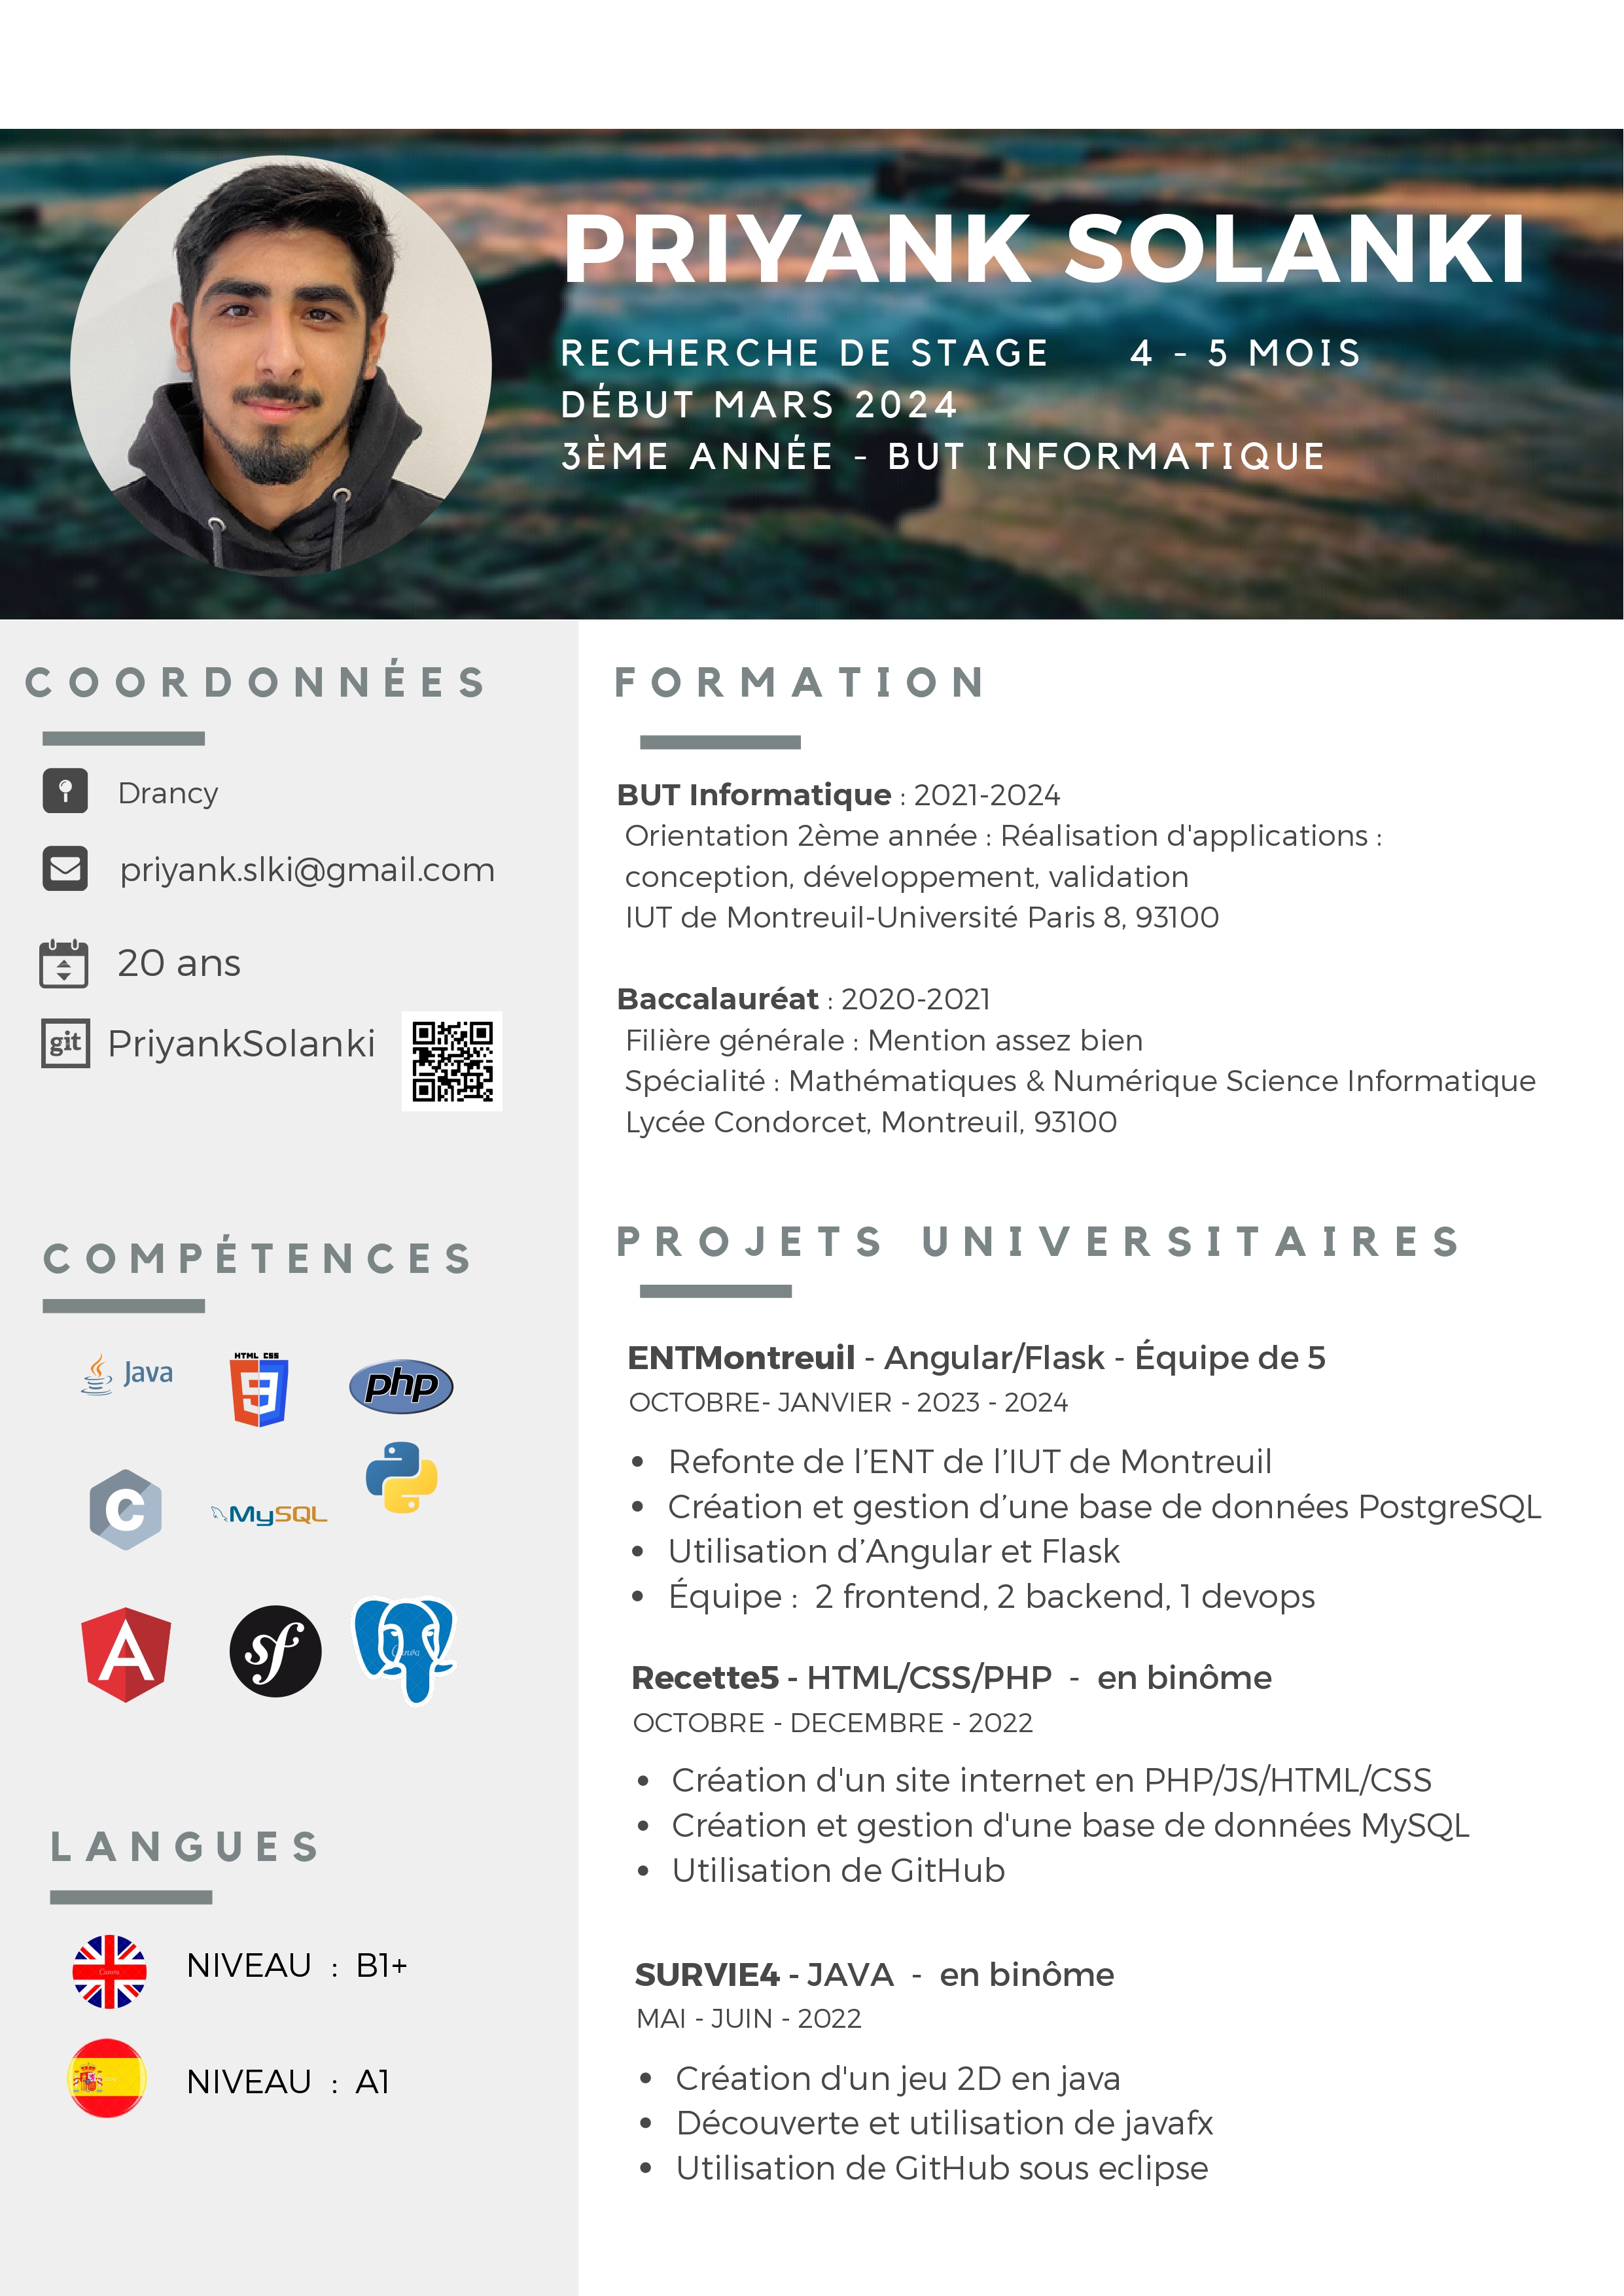 PRIYANK SOLANKI
RECHERCHE DE STAGE 4 - 5 MOIS
DÉBUT MARS 2024
3ÈME ANNÉE - BUT INFORMATIQUE
COORDONNÉES
Drancy
priyank.slki@gmail.com
20 ans
git PriyankSolanki
COMPÉTENCES
Java
HTML CSS
php
C
MySQL
A
sf
Canva
LANGUES
Canva
NIVEAU : B1+
NIVEAU : A1
FORMATION
BUT Informatique : 2021-2024
Orientation 2ème année : Réalisation d'applications :
conception, développement, validation
IUT de Montreuil-Université Paris 8, 93100
Baccalauréat : 2020-2021
Filière générale : Mention assez bien
Spécialité : Mathématiques & Numérique Science Informatique
Lycée Condorcet, Montreuil, 93100
PROJETS UNIVERSITAIRES
ENTMontreuil - Angular/Flask - Équipe de 5
OCTOBRE- JANVIER - 2023 - 2024
• Refonte de l’ENT de l’IUT de Montreuil
• Création et gestion d’une base de données PostgreSQL
• Utilisation d’Angular et Flask
• Équipe : 2 frontend, 2 backend, 1 devops
Recette5 - HTML/CSS/PHP - en binôme
OCTOBRE - DECEMBRE - 2022
• Création d'un site internet en PHP/JS/HTML/CSS
• Création et gestion d'une base de données MySQL
• Utilisation de GitHub
SURVIE4 - JAVA - en binôme
MAI - JUIN - 2022
• Création d'un jeu 2D en java
• Découverte et utilisation de javafx
• Utilisation de GitHub sous eclipse